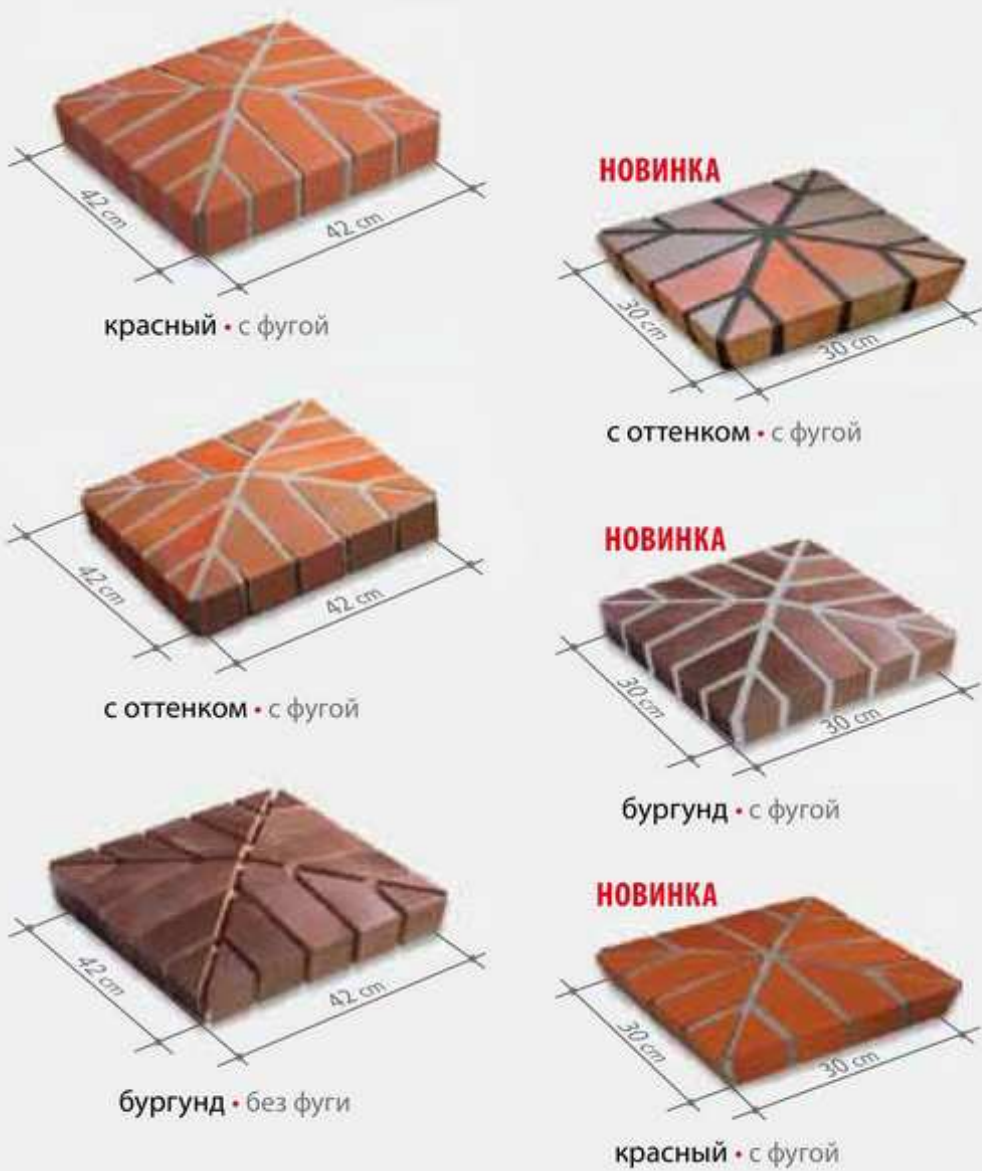 42 cm
42 cm
красный • с фугой
42 cm
42 cm
с оттенком • с фугой
42 cm
42 cm
бургунд • без фуги
НОВИНКА
30 cm
30 cm
с оттенком • с фугой
НОВИНКА
30 cm
30 cm
бургунд • с фугой
НОВИНКА
30 cm
30 cm
красный • с фугой